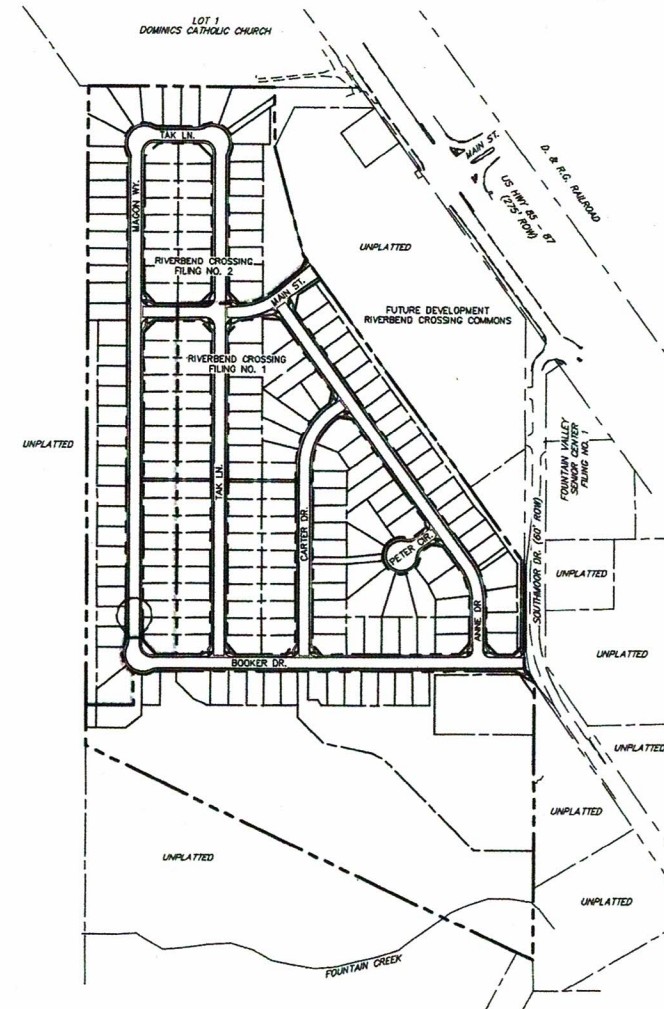 LOT 1
DOMINICS CATHOLIC CHURCH
TAK LN.
MAIN ST.
D. & R.G. RAILROAD
US HWY 85 - 87
(275' ROW)
MAGON WY.
UNPLATTED
RIVERBEND CROSSING
FILING NO. 2
MAIN ST.
FUTURE DEVELOPMENT
RIVERBEND CROSSING COMMONS
RIVERBEND CROSSING
FILING NO. 1
UNPLATTED
TAK LN.
CARTER DR.
FOUNTAIN VALLEY
SENIOR CENTER
FILING NO. 1
SOUTHMOOR DR. (60' ROW)
PETER CIR.
UNPLATTED
ANNE DR
UNPLATTED
BOOKER DR.
UNPLATTED
UNPLATTED
UNPLATTED
UNPLATTED
FOUNTAIN CREEK